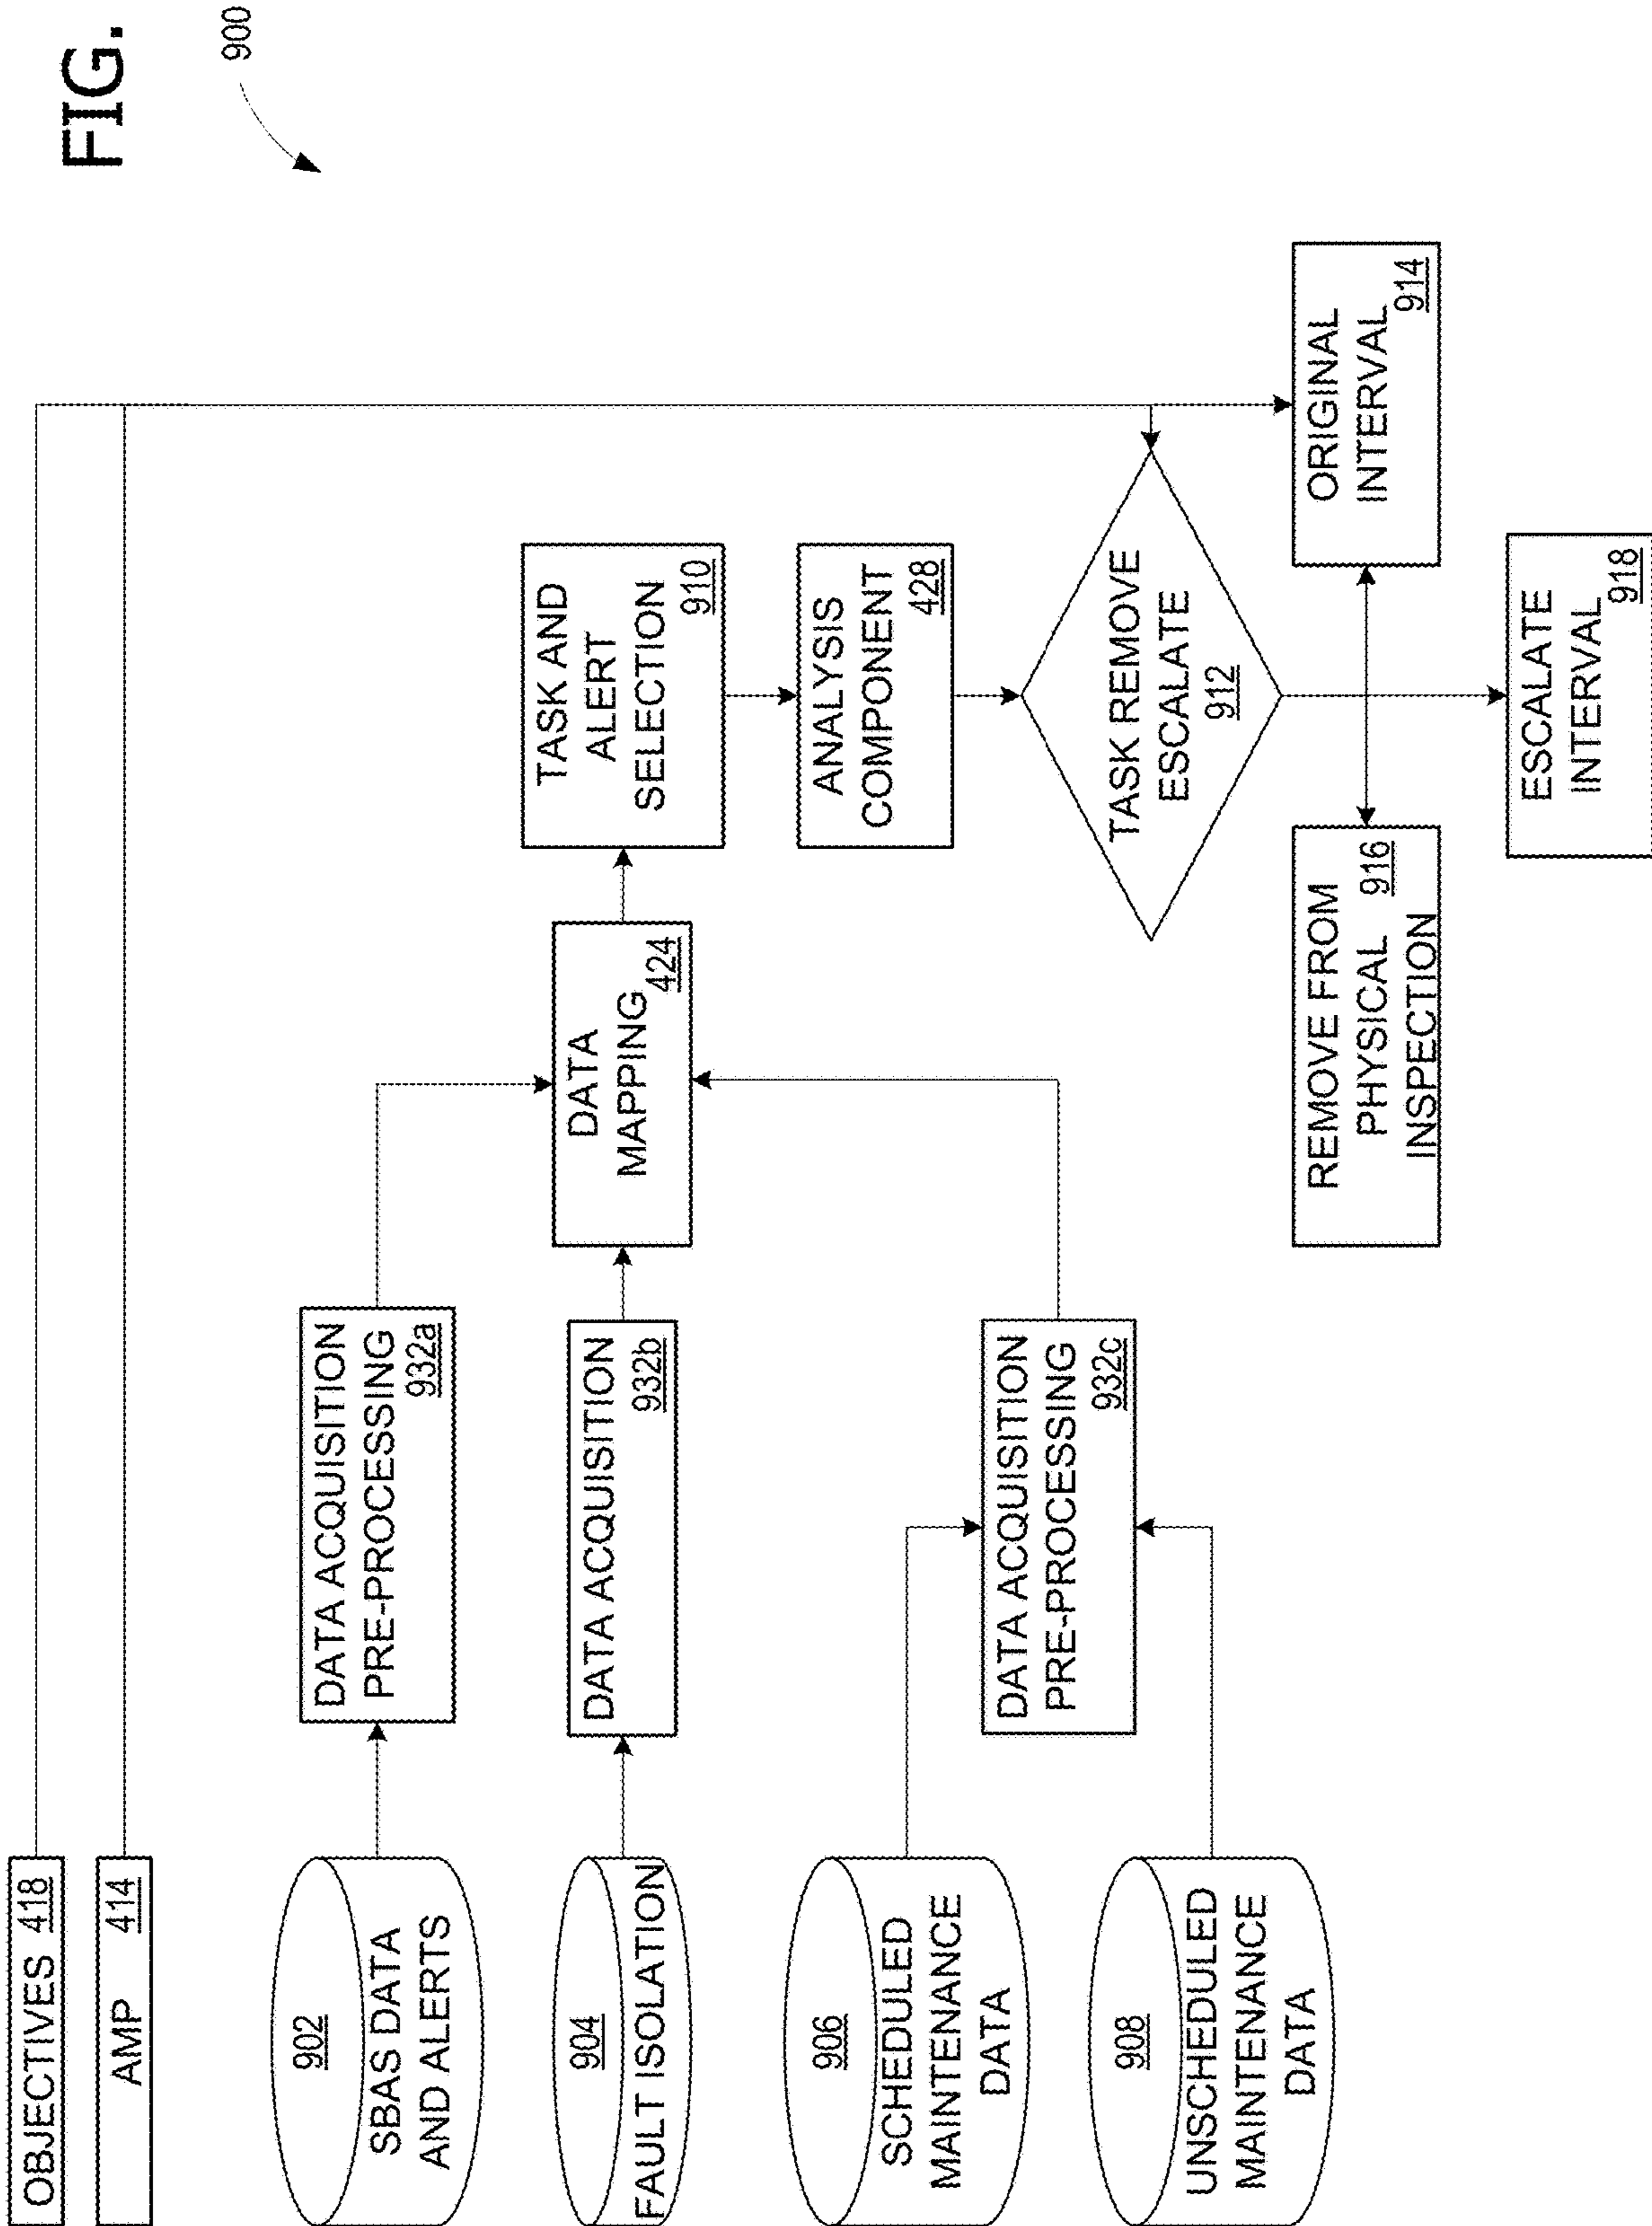 FIG.
900
OBJECTIVES 418
AMP 414
902
SBAS DATA
AND ALERTS
DATA ACQUISITION
PRE-PROCESSING
932a
904
FAULT ISOLATION
DATA ACQUISITION
932b
906
SCHEDULED
MAINTENANCE
DATA
908
UNSCHEDULED
MAINTENANCE
DATA
DATA ACQUISITION
PRE-PROCESSING
932c
DATA
MAPPING
424
TASK AND
ALERT
SELECTION
910
ANALYSIS
COMPONENT
428
TASK REMOVE
ESCALATE
912
ORIGINAL
INTERVAL
914
REMOVE FROM
PHYSICAL 916
INSPECTION
ESCALATE
INTERVAL
918